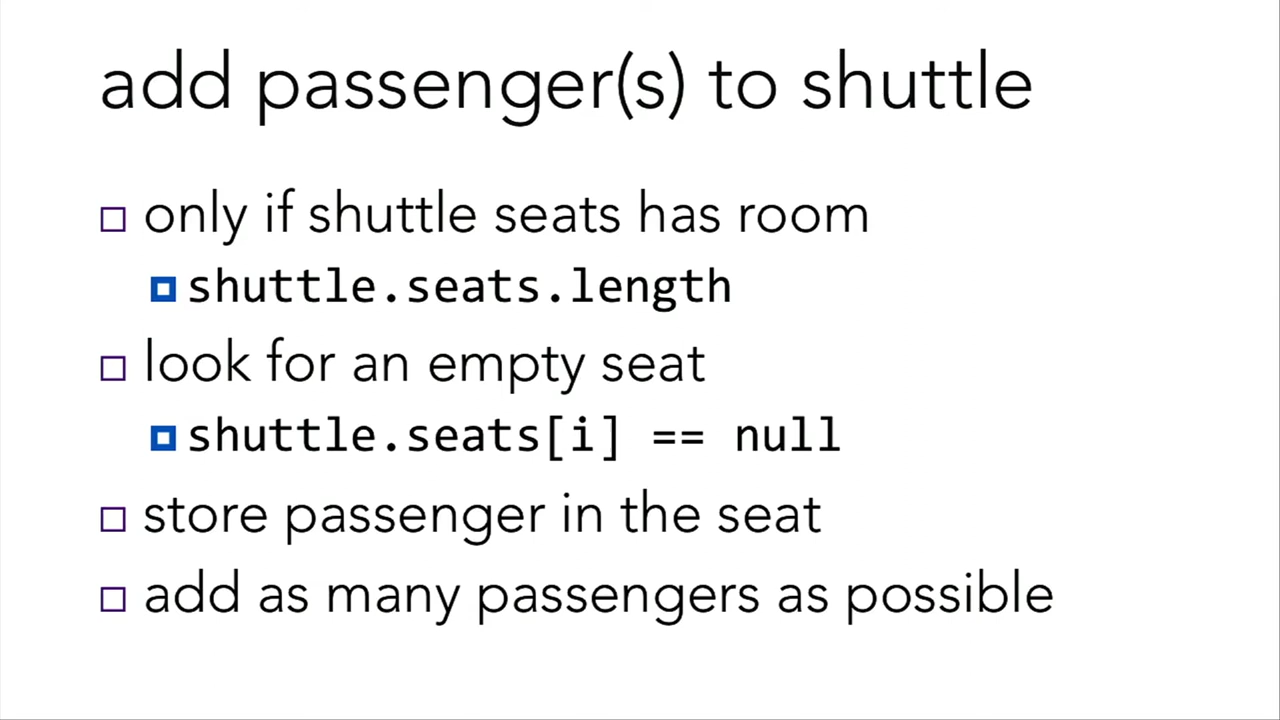 add passenger(s) to shuttle
only if shuttle seats has room
shuttle.seats.length
look for an empty seat
shuttle.seats[i] == null
store passenger in the seat
add as many passengers as possible